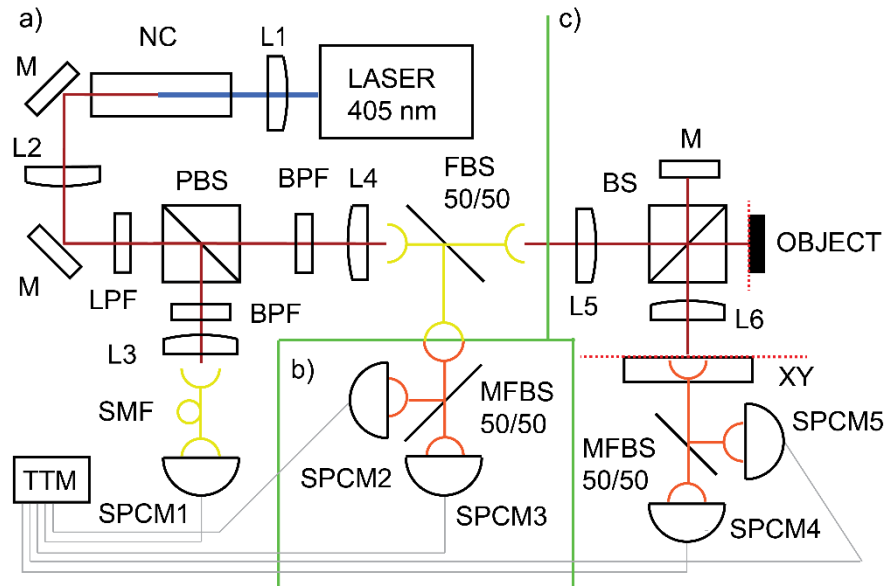 a)
NC
L1
M
LASER
405 nm
L2
PBS
BPF
L4
FBS
50/50
M
LPF
BPF
L3
SMF
TTM
SPCM1
b)
MFBS
50/50
SPCM2
SPCM3
c)
M
BS
OBJECT
L5
L6
XY
MFBS
50/50
SPCM5
SPCM4